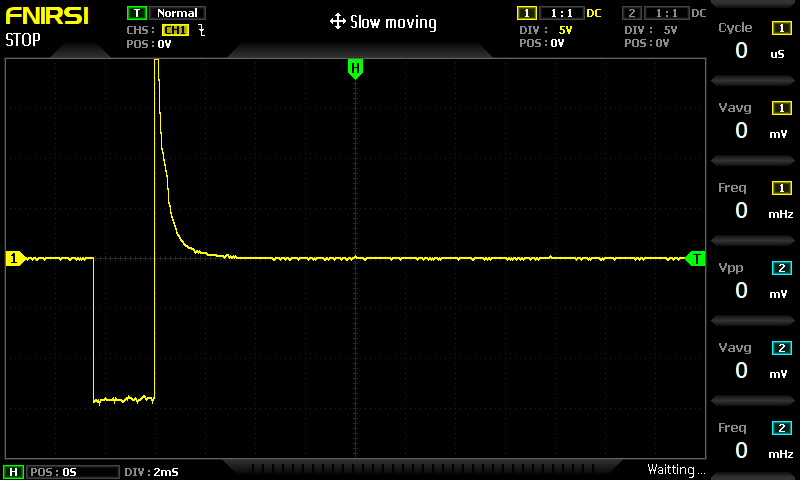 FNIRSI
STOP
T Normal
CHS: CH1
POS: 0V
Slow moving
1 1:1 DC
DIV: 5V
POS: 0V
2 1:1 DC
DIV: 5V
POS: 0V
H
1
T
Cycle 1
0 uS
Vavg 1
0 mV
Freq 1
0 mHz
Vpp 2
0 mV
Vavg 2
0 mV
Freq 2
0 mHz
H POS: 0S DIV: 2mS
Waitting...